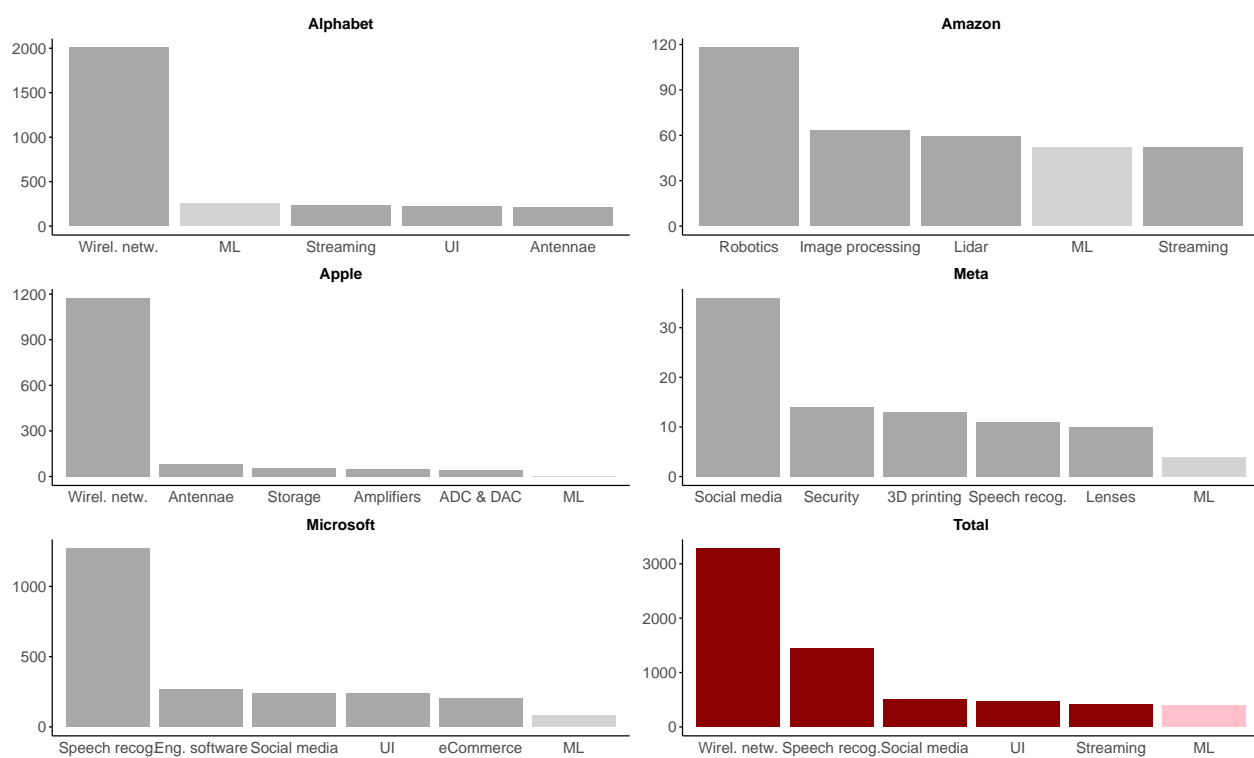 Alphabet
2000
1500
1000
500
0
Wirel. netw. ML Streaming UI Antennae
Amazon
120
90
60
30
0
Robotics Image processing Lidar ML Streaming
Apple
1200
900
600
300
0
Wirel. netw. Antennae Storage Amplifiers ADC & DAC ML
Meta
30
20
10
0
Social media Security 3D printing Speech recog. Lenses ML
Microsoft
1000
500
0
Speech recog. Eng. software Social media UI eCommerce ML
Total
3000
2000
1000
0
Wirel. netw. Speech recog. Social media UI Streaming ML